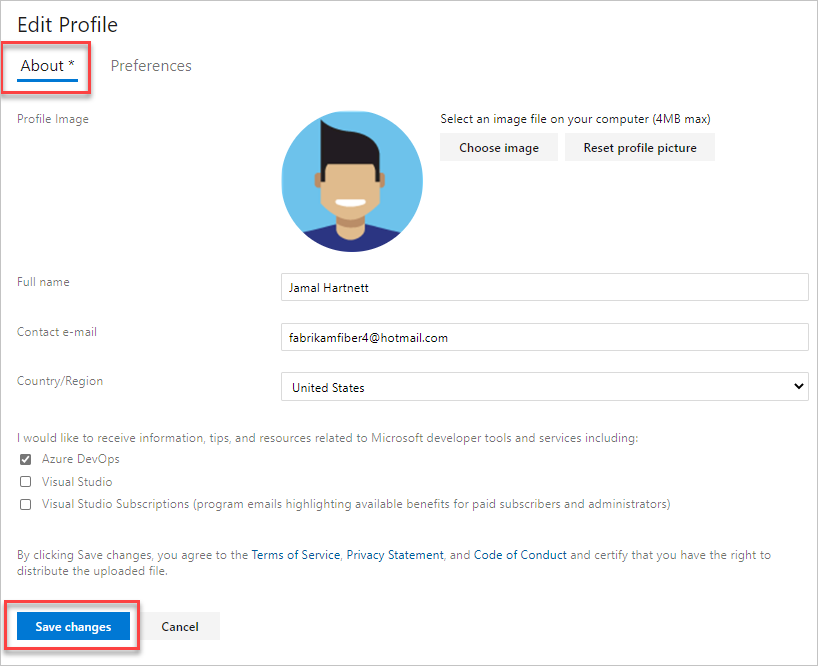 Edit Profile
About *
Preferences
Profile Image
Select an image file on your computer (4MB max)
Choose image
Reset profile picture
Full name
Jamal Hartnett
Contact e-mail
fabrikamfiber4@hotmail.com
Country/Region
United States
I would like to receive information, tips, and resources related to Microsoft developer tools and services including:
Azure DevOps
Visual Studio
Visual Studio Subscriptions (program emails highlighting available benefits for paid subscribers and administrators)
By clicking Save changes, you agree to the Terms of Service, Privacy Statement, and Code of Conduct and certify that you have the right to
distribute the uploaded file.
Save changes
Cancel